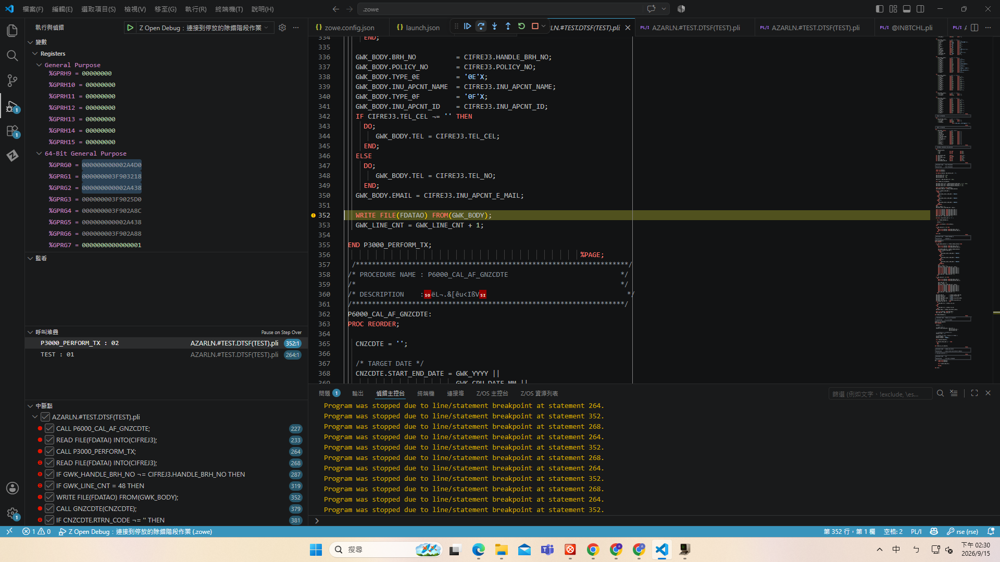 檔案(F) 編輯(E) 選取項目(S) 檢視(V) 移至(G) 執行(R) 終端機(T) 說明(H)
.zowe
執行與偵錯
Z Open Debug：連接到停放的除錯階段作業
變數
Registers
General Purpose
%GPRH9 = 00000000
%GPRH10 = 00000000
%GPRH11 = 00000000
%GPRH12 = 00000000
%GPRH13 = 00000000
%GPRH14 = 00000000
%GPRH15 = 00000000
64-Bit General Purpose
%GPRG0 = 000000000002A4D0
%GPRG1 = 000000003F903218
%GPRG2 = 000000000002A438
%GPRG3 = 000000003F9025D0
%GPRG4 = 000000003F902A8C
%GPRG5 = 000000000002A438
%GPRG6 = 000000003F902A88
%GPRG7 = 0000000000000001
監看
呼叫堆疊 Pause on Step Over
P3000_PERFORM_TX : 02 AZARLN.#TEST.DTSF(TEST).pli 352:1
TEST : 01 AZARLN.#TEST.DTSF(TEST).pli 264:1
中斷點
AZARLN.#TEST.DTSF(TEST).pli
CALL P6000_CAL_AF_GNZCDTE; 227
READ FILE(FDATAI) INTO(CIFREJ3); 233
CALL P3000_PERFORM_TX; 264
READ FILE(FDATAI) INTO(CIFREJ3); 268
IF GWK_HANDLE_BRH_NO ¬= CIFREJ3.HANDLE_BRH_NO THEN 287
IF GWK_LINE_CNT = 48 THEN 319
WRITE FILE(FDATAO) FROM(GWK_BODY); 352
CALL GNZCDTE(CNZCDTE); 379
IF CNZCDTE.RTRN_CODE ¬= '' THEN 381
zowe.config.json
launch.json
RLN.#TEST.DTSF(TEST).pli
PL/I AZARLN.#TEST.DTSF(TEST).pli
PL/I AZARLN.#TEST.DTSF(TEST).pli
PL/I @INBTCHL.pli
PL/I
334 END;
335
336 GWK_BODY.BRH_NO = CIFREJ3.HANDLE_BRH_NO;
337 GWK_BODY.POLICY_NO = CIFREJ3.POLICY_NO;
338 GWK_BODY.TYPE_0E = '0E'X;
339 GWK_BODY.INU_APCNT_NAME = CIFREJ3.INU_APCNT_NAME;
340 GWK_BODY.TYPE_0F = '0F'X;
341 GWK_BODY.INU_APCNT_ID = CIFREJ3.INU_APCNT_ID;
342 IF CIFREJ3.TEL_CEL ¬= '' THEN
343 DO;
344 GWK_BODY.TEL = CIFREJ3.TEL_CEL;
345 END;
346 ELSE
347 DO;
348 GWK_BODY.TEL = CIFREJ3.TEL_NO;
349 END;
350 GWK_BODY.EMAIL = CIFREJ3.INU_APCNT_E_MAIL;
351
352 WRITE FILE(FDATAO) FROM(GWK_BODY);
353 GWK_LINE_CNT = GWK_LINE_CNT + 1;
354
355 END P3000_PERFORM_TX;
356 %PAGE;
357 /********************************************************************/
358 /* PROCEDURE NAME : P6000_CAL_AF_GNZCDTE */
359 /* */
360 /* DESCRIPTION :SOëL¬.&[êu<IßVSI */
361 /********************************************************************/
362 P6000_CAL_AF_GNZCDTE:
363 PROC REORDER;
364
365 CNZCDTE = '';
366
367 /* TARGET DATE */
368 CNZCDTE.START_END_DATE = GWK_YYYY ||
369 GWK_CPU_DATE_MM ||
問題 1 輸出 偵錯主控台 終端機 連接埠 Z/OS 主控台 Z/OS 資源列表
篩選 (例如文字、!exclude, \es...
Program was stopped due to line/statement breakpoint at statement 264.
Program was stopped due to line/statement breakpoint at statement 352.
Program was stopped due to line/statement breakpoint at statement 268.
Program was stopped due to line/statement breakpoint at statement 264.
Program was stopped due to line/statement breakpoint at statement 352.
Program was stopped due to line/statement breakpoint at statement 268.
Program was stopped due to line/statement breakpoint at statement 264.
Program was stopped due to line/statement breakpoint at statement 352.
Program was stopped due to line/statement breakpoint at statement 268.
Program was stopped due to line/statement breakpoint at statement 264.
Program was stopped due to line/statement breakpoint at statement 352.
1 0 Z Open Debug：連接到停放的除錯階段作業 (.zowe)
第 352 行，第 1 欄 空格: 2 PL/I rse (rse)
搜尋
中 ㄅ
下午 02:30
2026/9/15